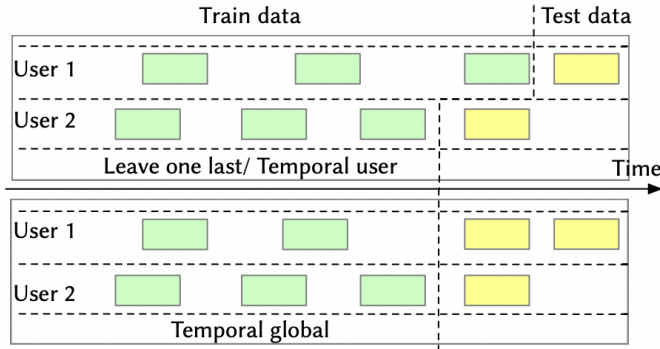 Train data
Test data
User 1
User 2
Leave one last/ Temporal user
Time
User 1
User 2
Temporal global